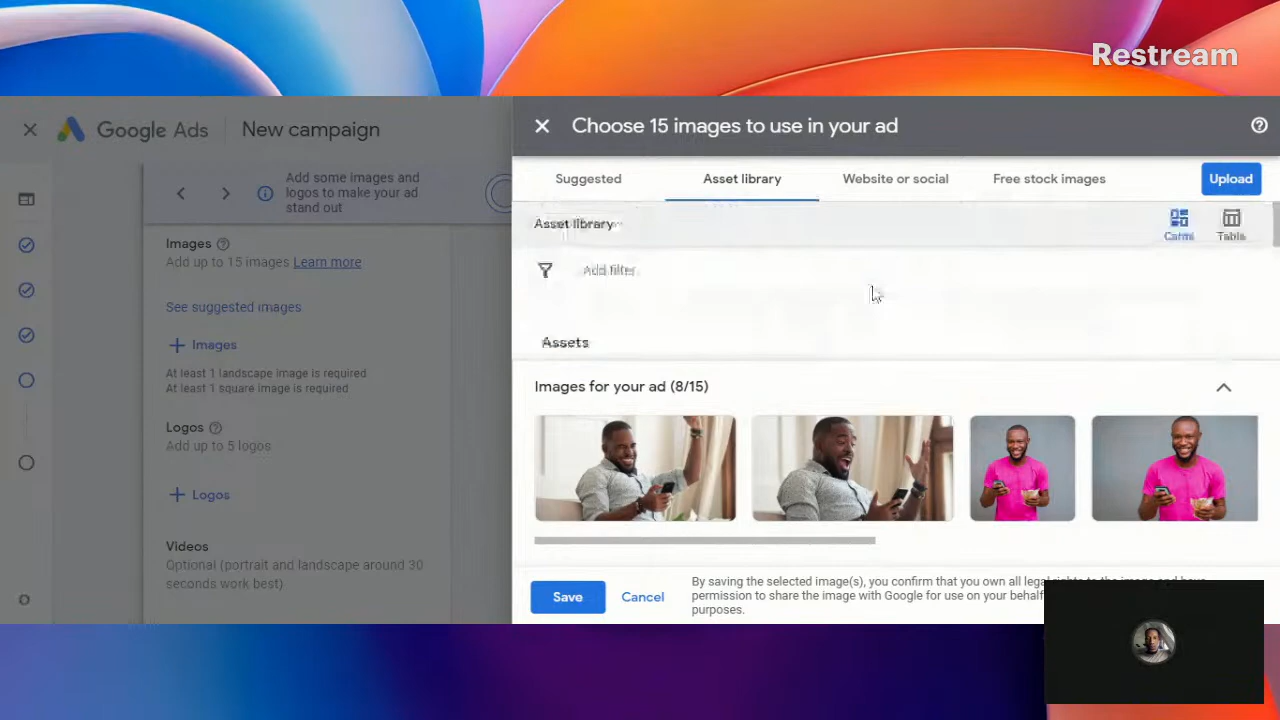 Restream
Google Ads
New campaign
Add some images and
logos to make your ad
stand out
Images
Add up to 15 images Learn more
See suggested images
+ Images
At least 1 landscape image is required
At least 1 square image is required
Logos
Add up to 5 logos
+ Logos
Videos
Optional (portrait and landscape around 30
seconds work best)
Choose 15 images to use in your ad
Suggested
Asset library
Website or social
Free stock images
Upload
Asset library
Table
Add filter
Assets
Images for your ad (8/15)
Save
Cancel
By saving the selected image(s), you confirm that you own all legal rights to the image and have
permission to share the image with Google for use on your behalf
purposes.